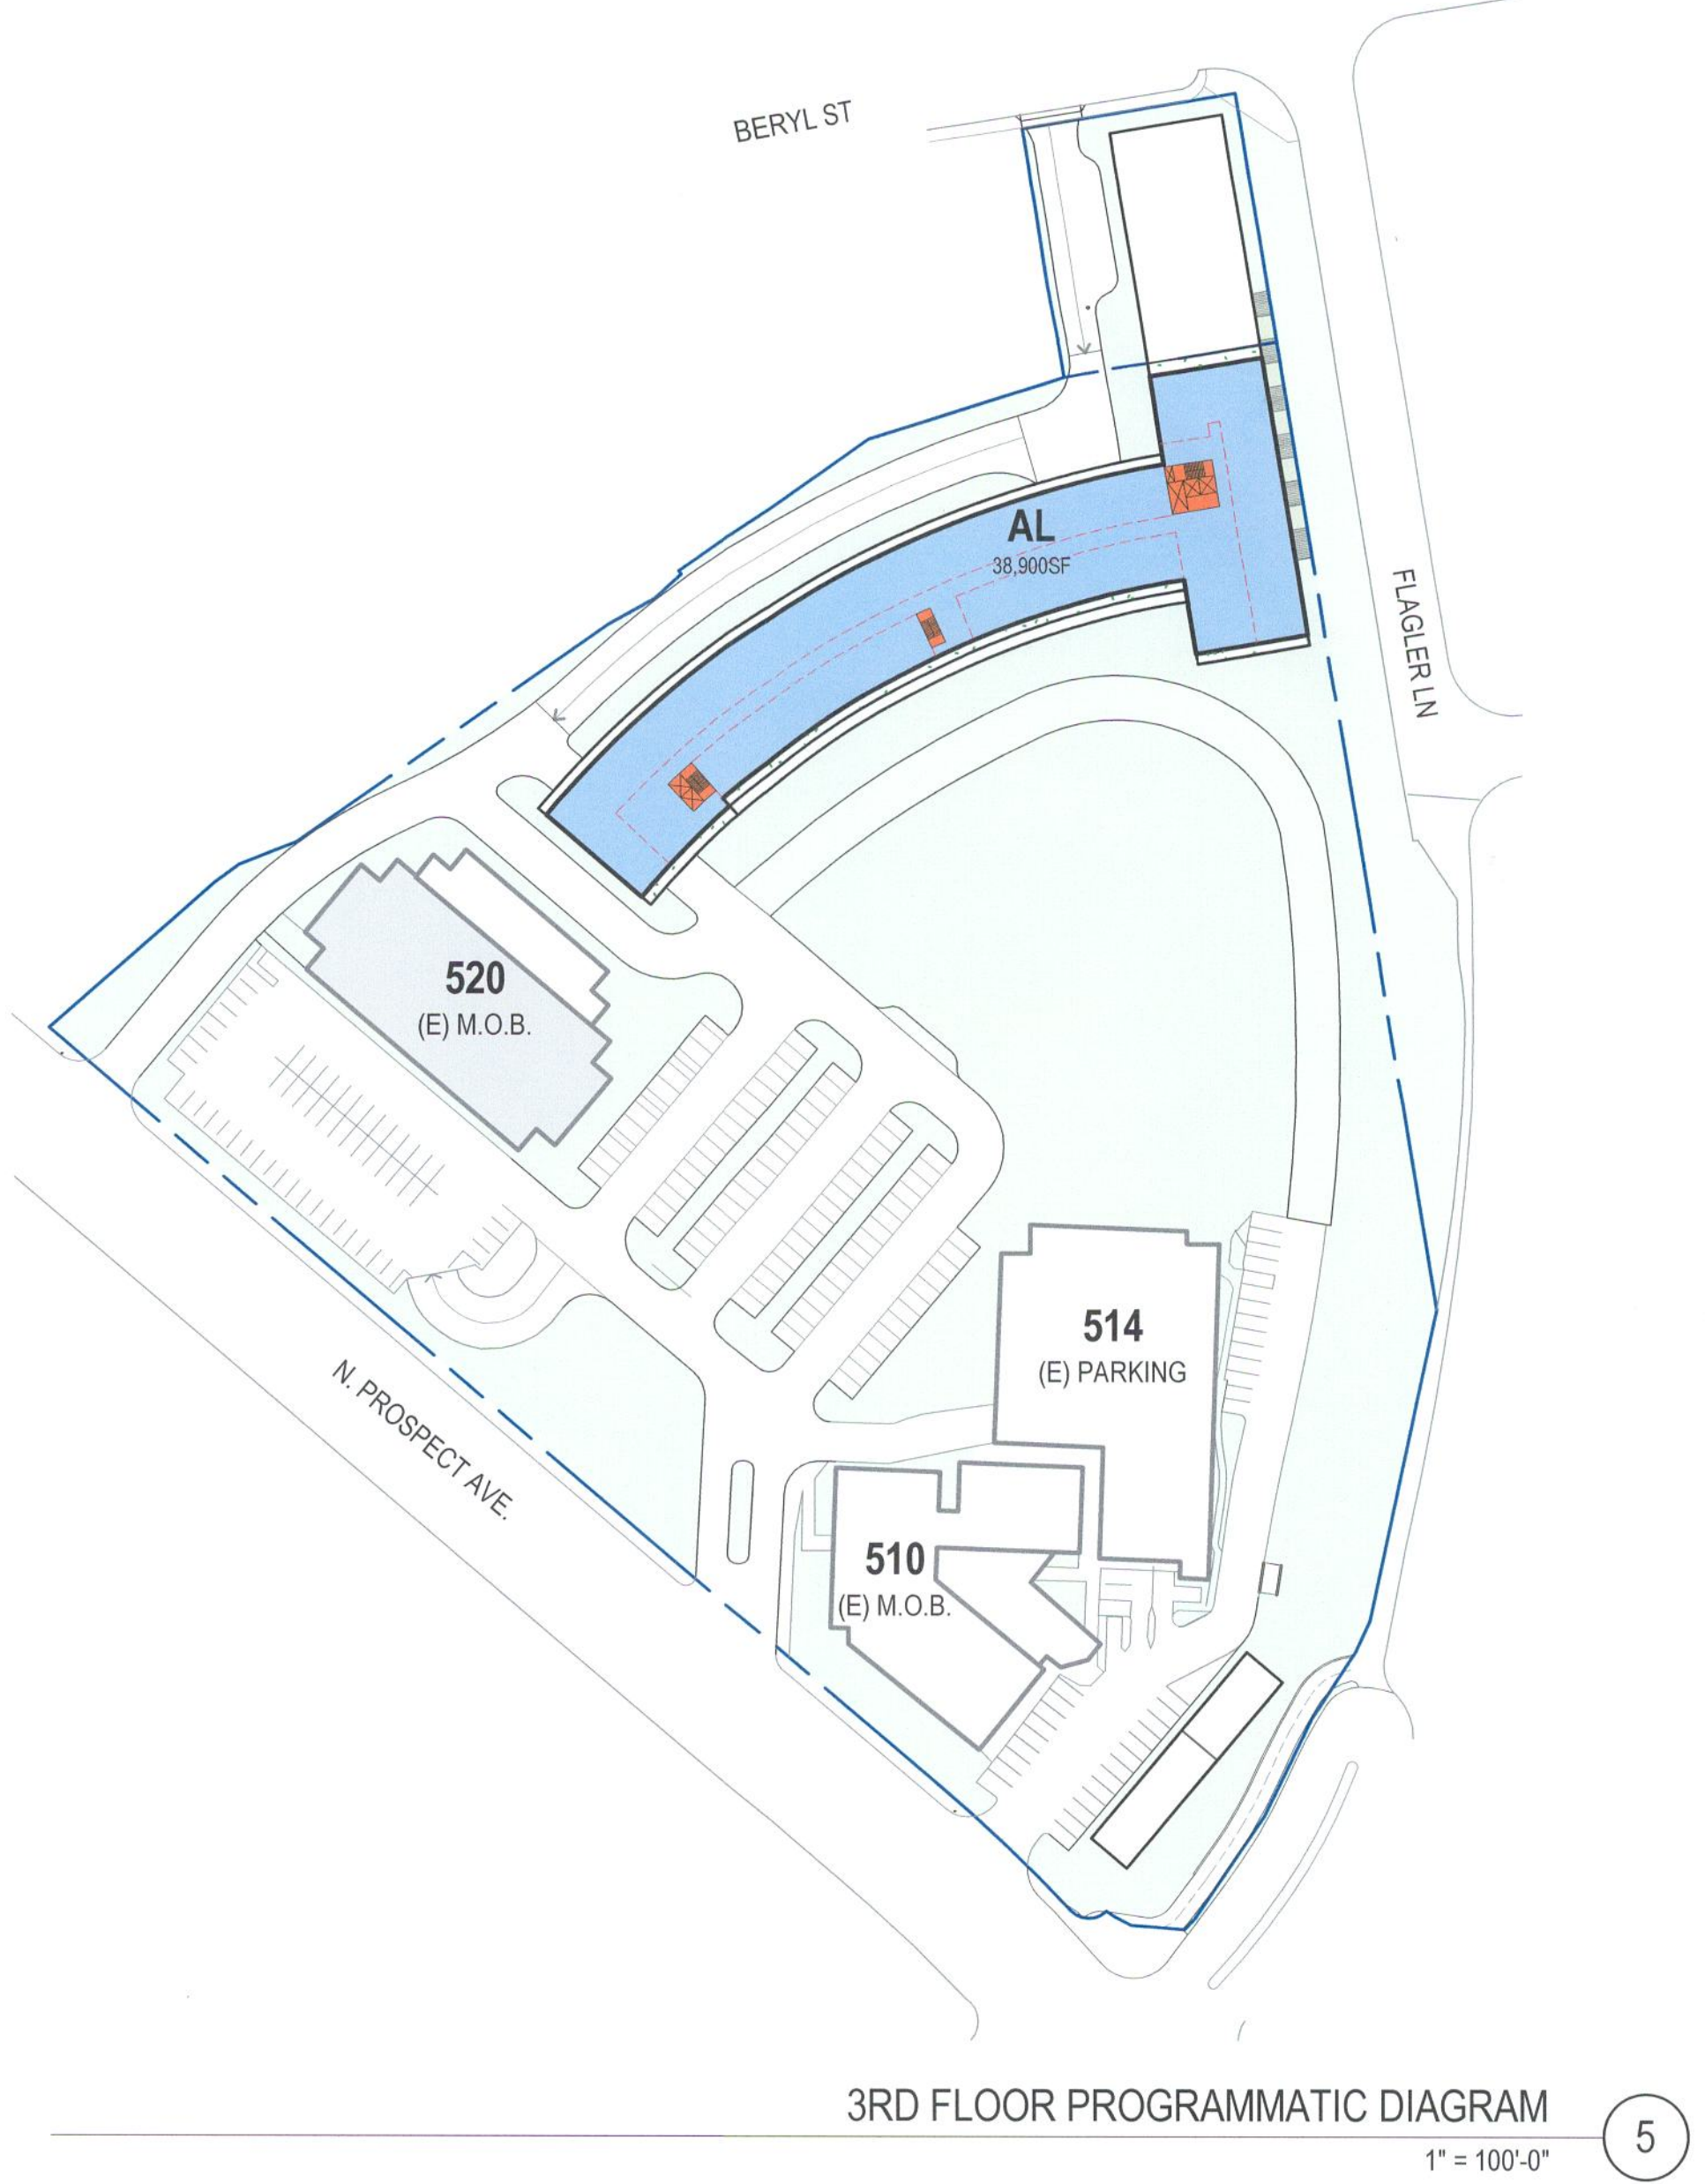 BERYL ST
AL
38,900SF
FLAGLER LN
520
(E) M.O.B.
514
(E) PARKING
N. PROSPECT AVE.
510
(E) M.O.B.
3RD FLOOR PROGRAMMATIC DIAGRAM
5
1" = 100'-0"